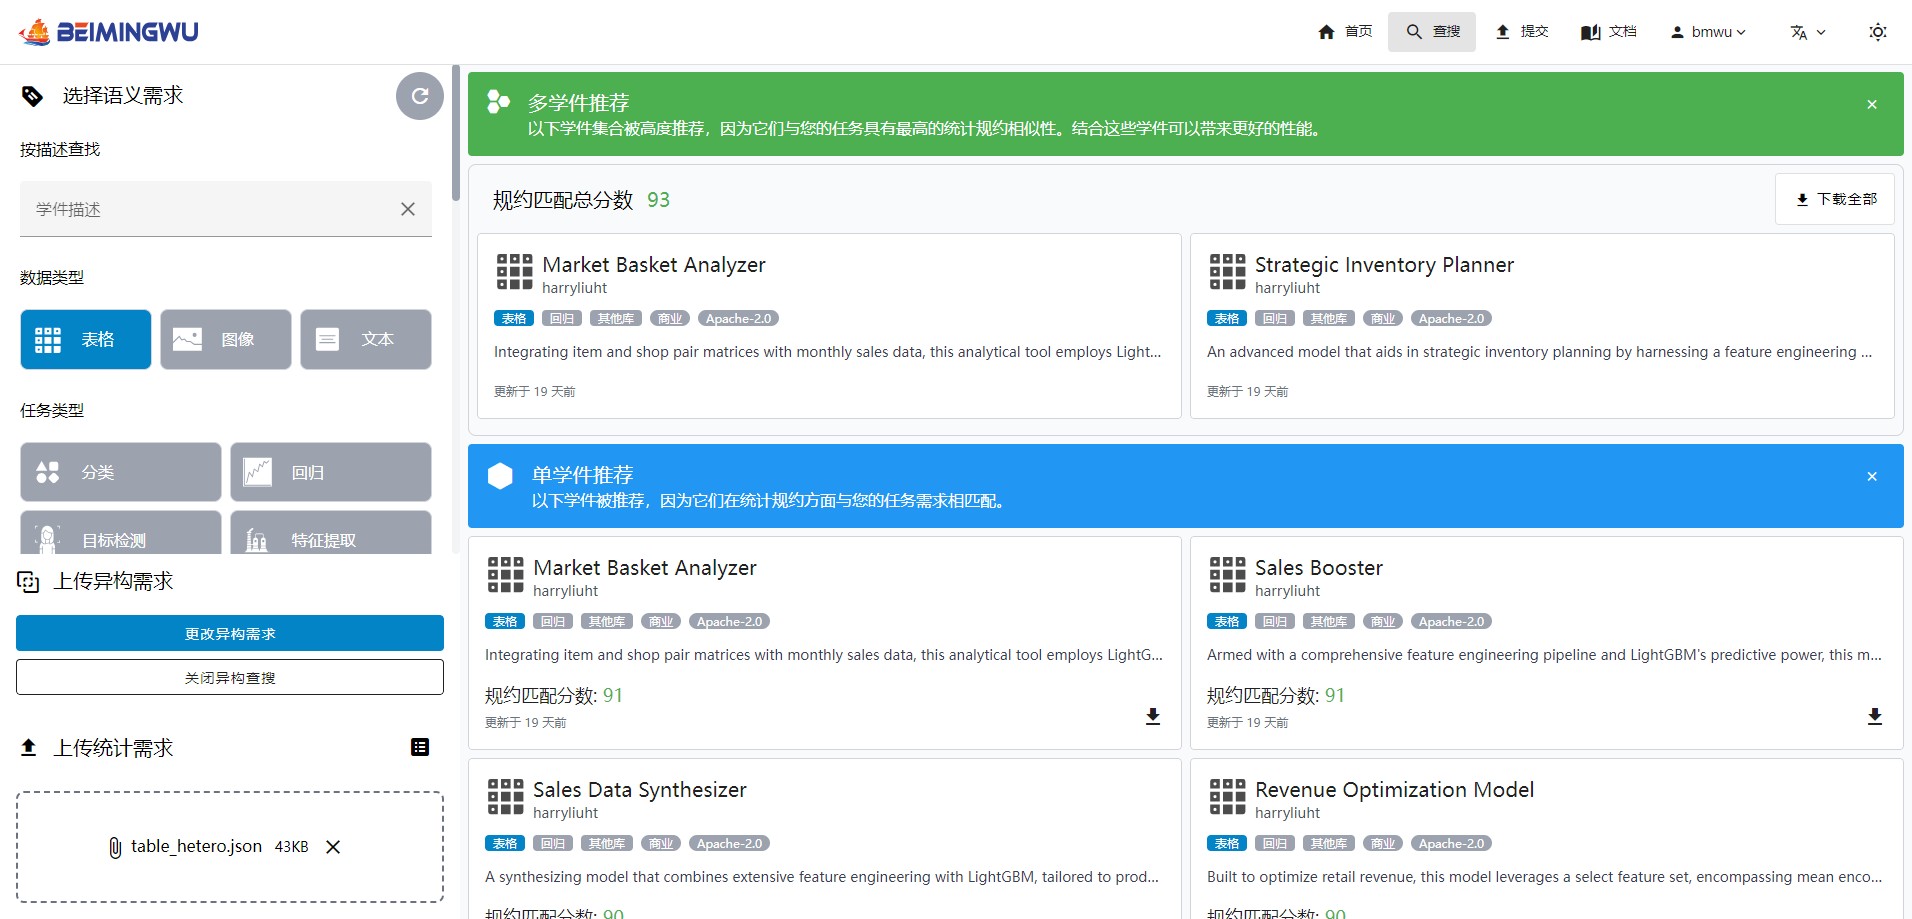 BEIMINGWU
首页
查搜
提交
文档
bmwu
选择语义需求
按描述查找
学件描述
数据类型
表格
图像
文本
任务类型
分类
回归
目标检测
特征提取
上传异构需求
更改异构需求
关闭异构查搜
上传统计需求
table_hetero.json 43KB
多学件推荐
以下学件集合被高度推荐，因为它们与您的任务具有最高的统计规约相似性。结合这些学件可以带来更好的性能。
规约匹配总分数 93
下载全部
Market Basket Analyzer
harryliuht
表格 回归 其他库 商业 Apache-2.0
Integrating item and shop pair matrices with monthly sales data, this analytical tool employs Light...
更新于 19 天前
Strategic Inventory Planner
harryliuht
表格 回归 其他库 商业 Apache-2.0
An advanced model that aids in strategic inventory planning by harnessing a feature engineering ...
更新于 19 天前
单学件推荐
以下学件被推荐，因为它们在统计规约方面与您的任务需求相匹配。
Market Basket Analyzer
harryliuht
表格 回归 其他库 商业 Apache-2.0
Integrating item and shop pair matrices with monthly sales data, this analytical tool employs LightG...
规约匹配分数: 91
更新于 19 天前
Sales Booster
harryliuht
表格 回归 其他库 商业 Apache-2.0
Armed with a comprehensive feature engineering pipeline and LightGBM's predictive power, this m...
规约匹配分数: 91
更新于 19 天前
Sales Data Synthesizer
harryliuht
表格 回归 其他库 商业 Apache-2.0
A synthesizing model that combines extensive feature engineering with LightGBM, tailored to prod...
规约匹配分数: 90
Revenue Optimization Model
harryliuht
表格 回归 其他库 商业 Apache-2.0
Built to optimize retail revenue, this model leverages a select feature set, encompassing mean enco...
规约匹配分数: 90